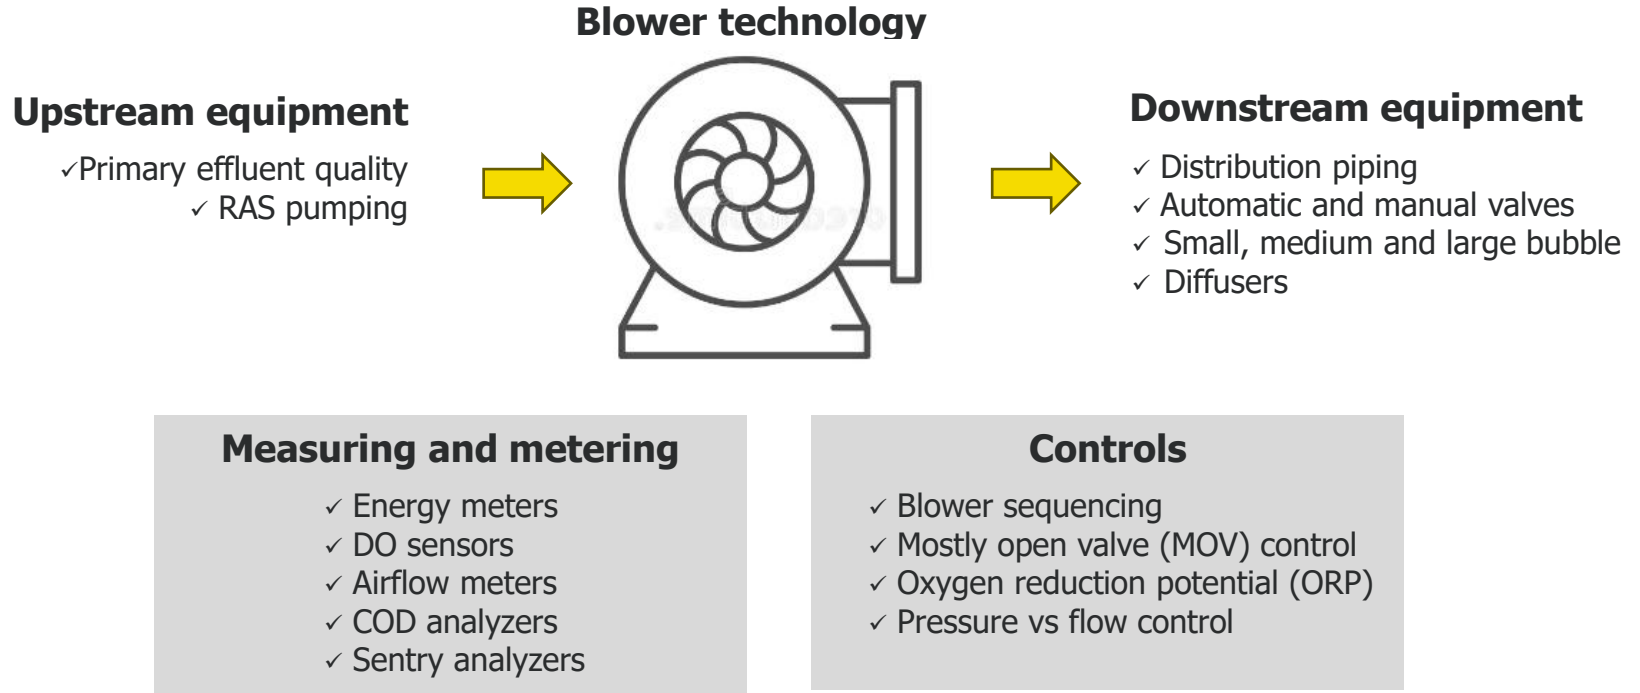 Blower technology
Upstream equipment
✓Primary effluent quality
✓ RAS pumping
Downstream equipment
✓ Distribution piping
✓ Automatic and manual valves
✓ Small, medium and large bubble
✓ Diffusers
Measuring and metering
✓ Energy meters
✓ DO sensors
✓ Airflow meters
✓ COD analyzers
✓ Sentry analyzers
Controls
✓ Blower sequencing
✓ Mostly open valve (MOV) control
✓ Oxygen reduction potential (ORP)
✓ Pressure vs flow control